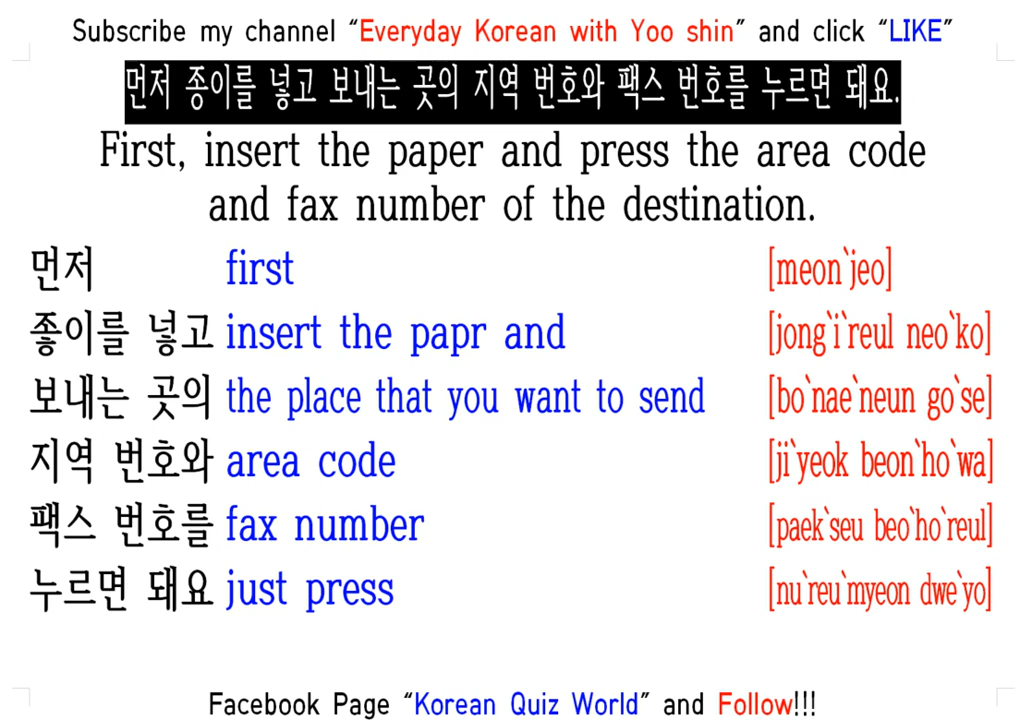 Subscribe my channel “Everyday Korean with Yoo shin” and click “LIKE”
먼저 종이를 넣고 보내는 곳의 지역 번호와 팩스 번호를 누르면 돼요.
First, insert the paper and press the area code
and fax number of the destination.
먼저 first [meon`jeo]
종이를 넣고 insert the papr and [jong`i`reul neo`ko]
보내는 곳의 the place that you want to send [bo`nae`neun go`se]
지역 번호와 area code [ji`yeok beon`ho`wa]
팩스 번호를 fax number [paek`seu beo`ho`reul]
누르면 돼요 just press [nu`reu`myeon dwe`yo]
Facebook Page “Korean Quiz World” and Follow!!!